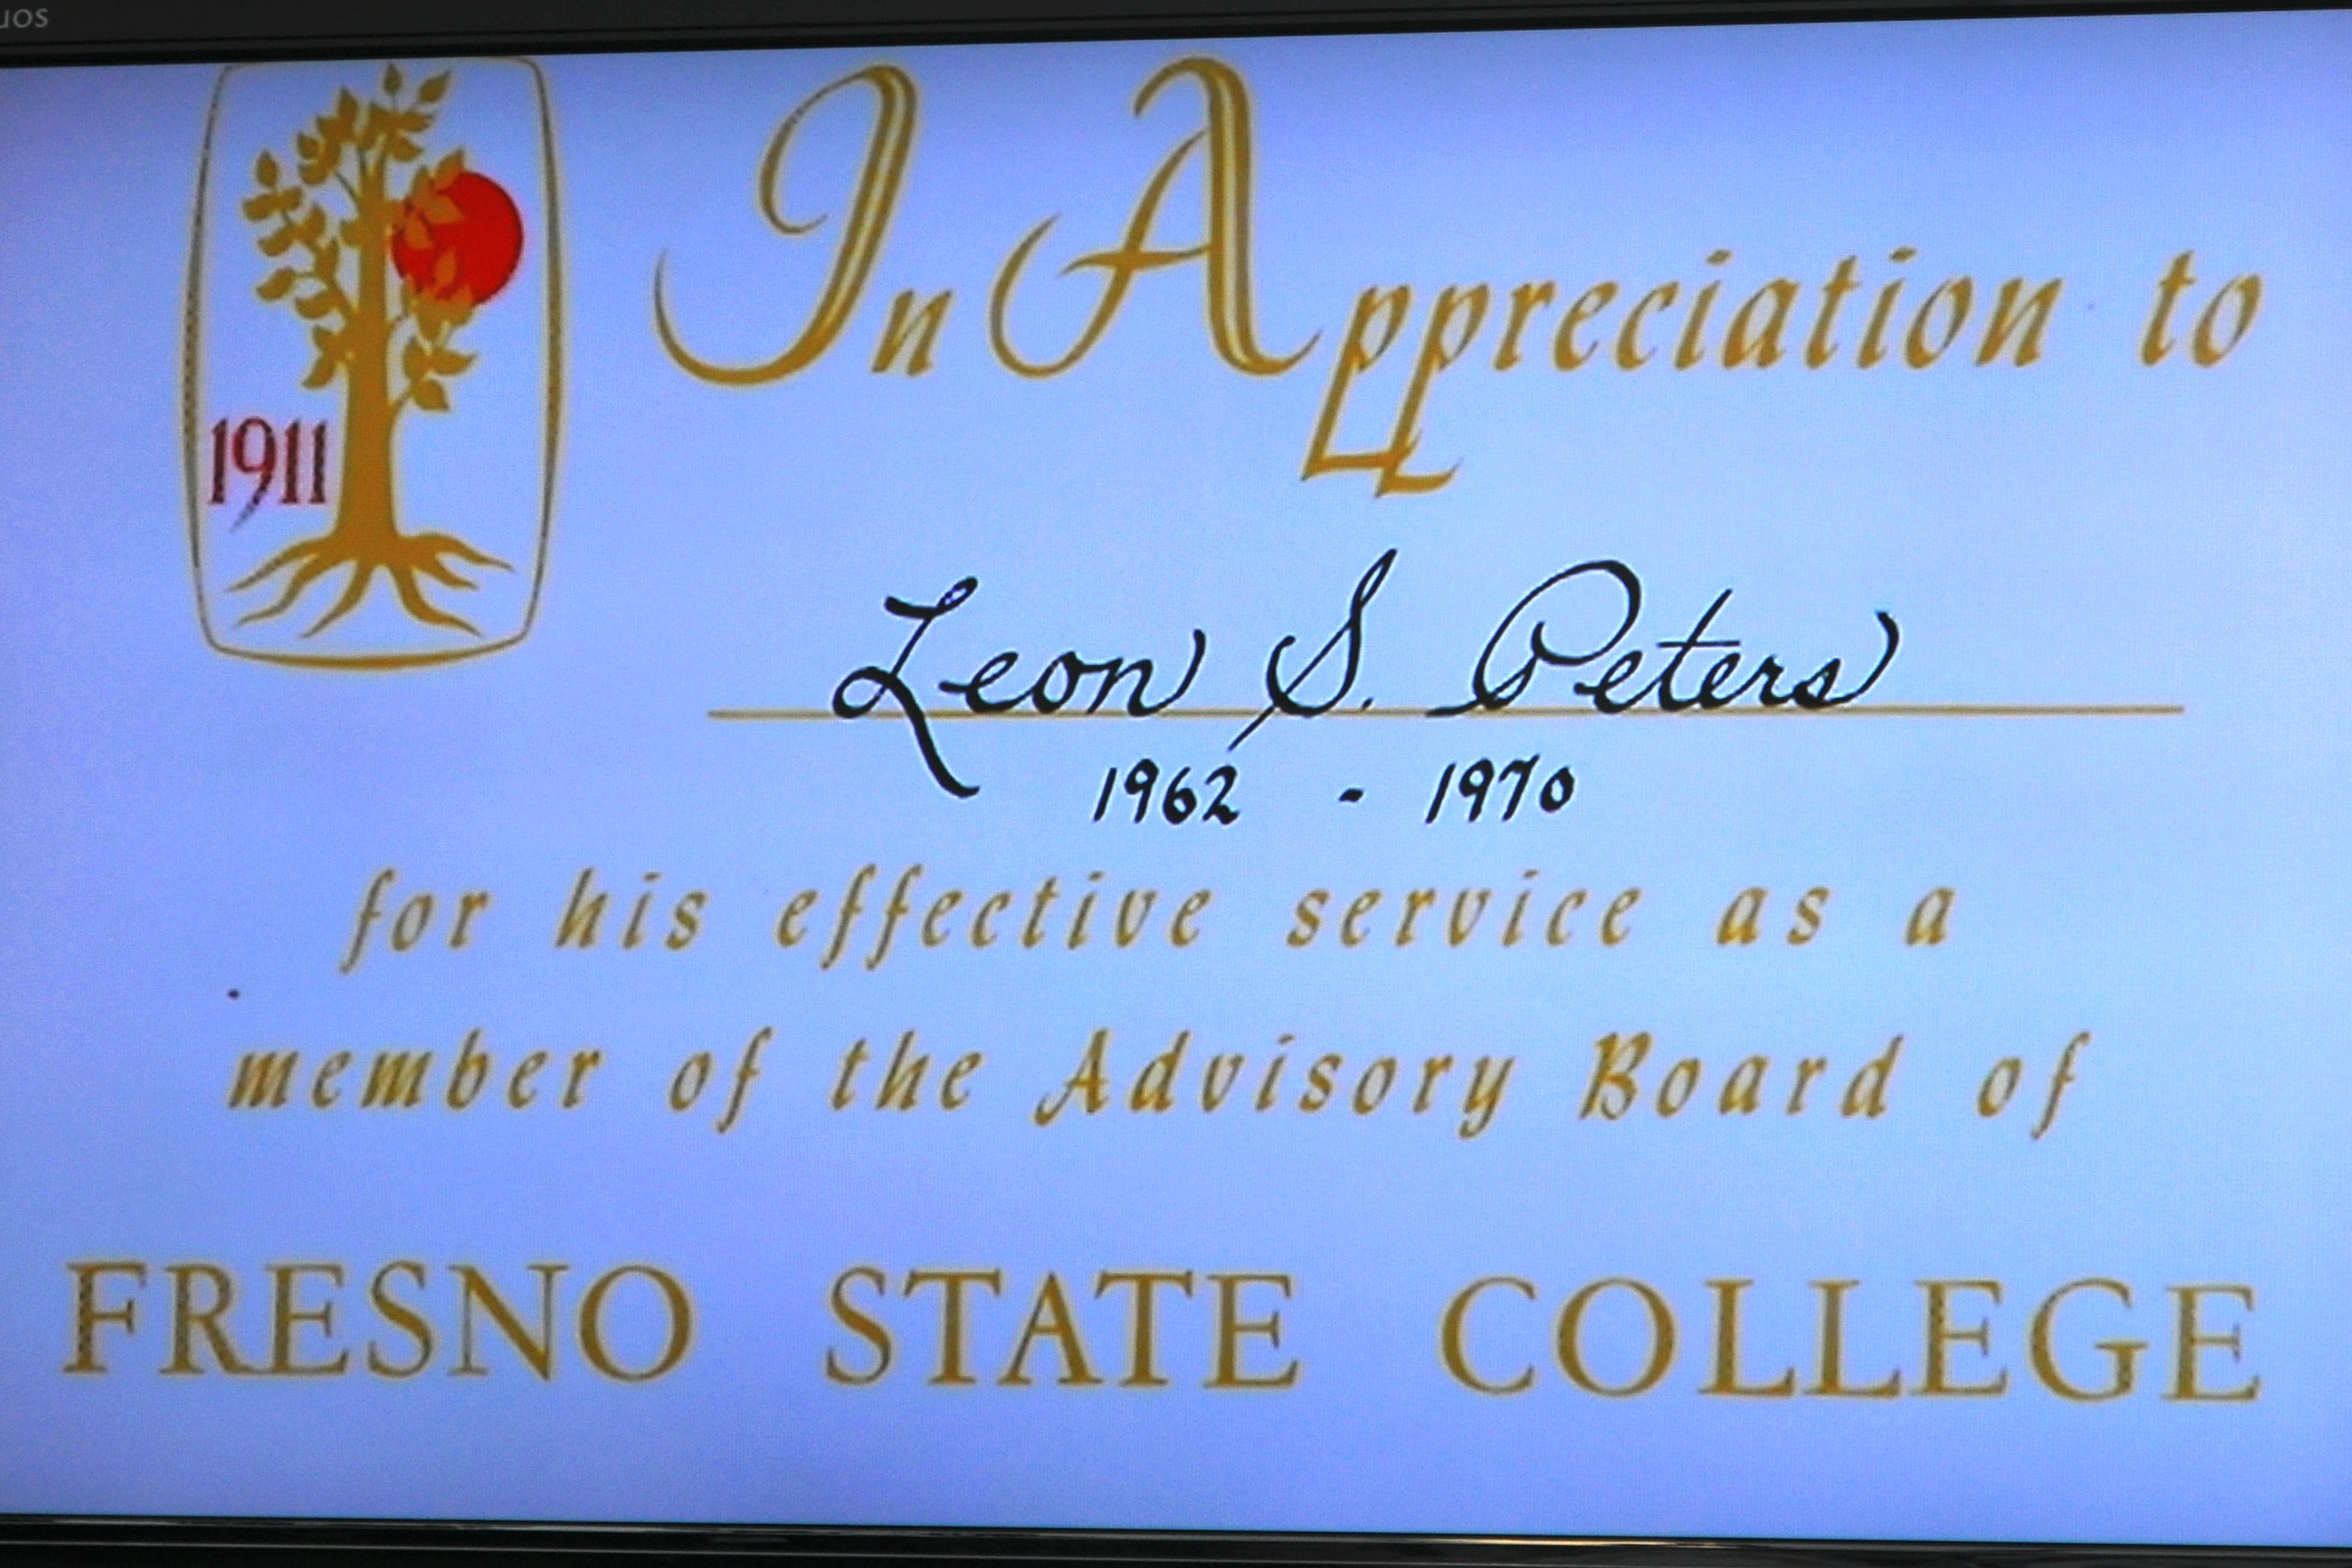 uos
In Appreciation to
1911
Leon S. Peters
1962 - 1970
for his effective service as a
member of the Advisory Board of
FRESNO STATE COLLEGE